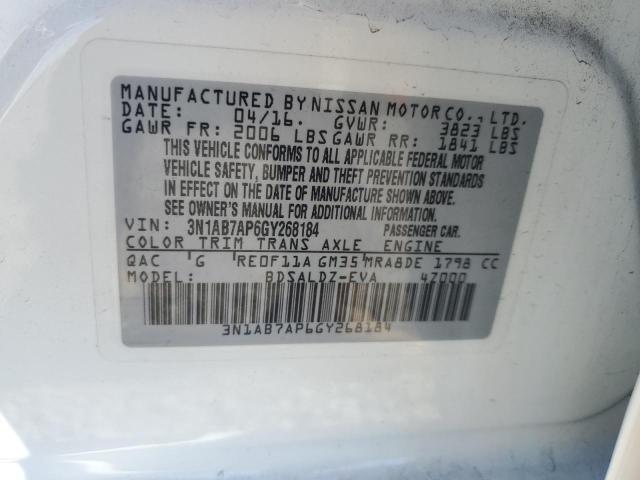 MANUFACTURED BY NISSAN MOTOR CO., LTD.
DATE: 04/16. GVWR: 3823 LBS
GAWR FR: 2006 LBS GAWR RR: 1841 LBS
THIS VEHICLE CONFORMS TO ALL APPLICABLE FEDERAL MOTOR
VEHICLE SAFETY, BUMPER AND THEFT PREVENTION STANDARDS
IN EFFECT ON THE DATE OF MANUFACTURE SHOWN ABOVE.
SEE OWNER'S MANUAL FOR ADDITIONAL INFORMATION.
VIN: 3N1AB7AP6GY268184 PASSENGER CAR.
COLOR TRIM TRANS AXLE ENGINE
QAC G RE0F11A GM35 MRA8DE 1798 CC
MODEL: BDSALDZ-EVA 4Z000
3N1AB7AP6GY268184